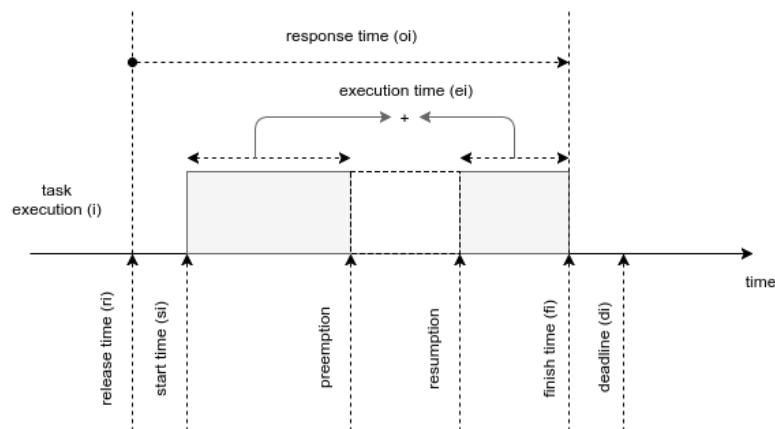 response time (oi)
execution time (ei)
+
task
execution (i)
time
release time (ri)
start time (si)
preemption
resumption
finish time (fi)
deadline (di)